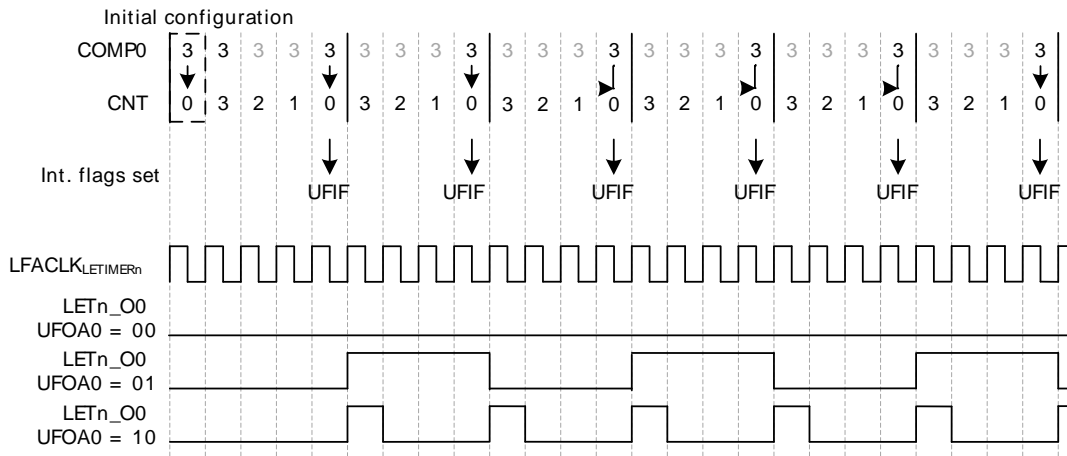 Initial configuration
COMP0 3 3 3 3 3 3 3 3 3 3 3 3 3 3 3 3 3 3 3 3 3 3 3 3 3
CNT 0 3 2 1 0 3 2 1 0 3 2 1 0 3 2 1 0 3 2 1 0 3 2 1 0
Int. flags set
UFIF UFIF UFIF UFIF UFIF UFIF
LFACLKLETIMERn
LETn_O0
UFOA0 = 00
LETn_O0
UFOA0 = 01
LETn_O0
UFOA0 = 10